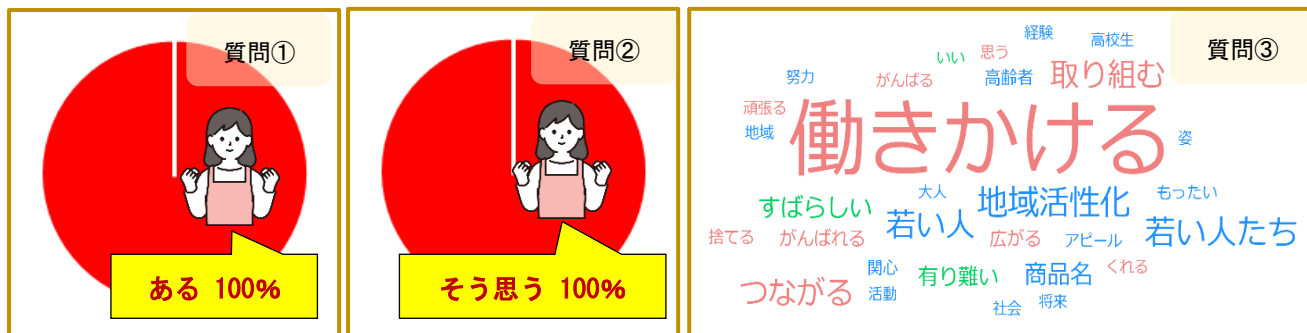 質問①
ある 100%
質問②
そう思う 100%
質問③
経験
高校生
いい
思う
努力
がんばる
高齢者
取り組む
頑張る
地域
働きかける
姿
大人
地域活性化
もったい
すばらしい
若い人
若い人たち
捨てる
がんばれる
広がる
アピール
関心
有り難い
商品名
くれる
つながる
活動
社会
将来